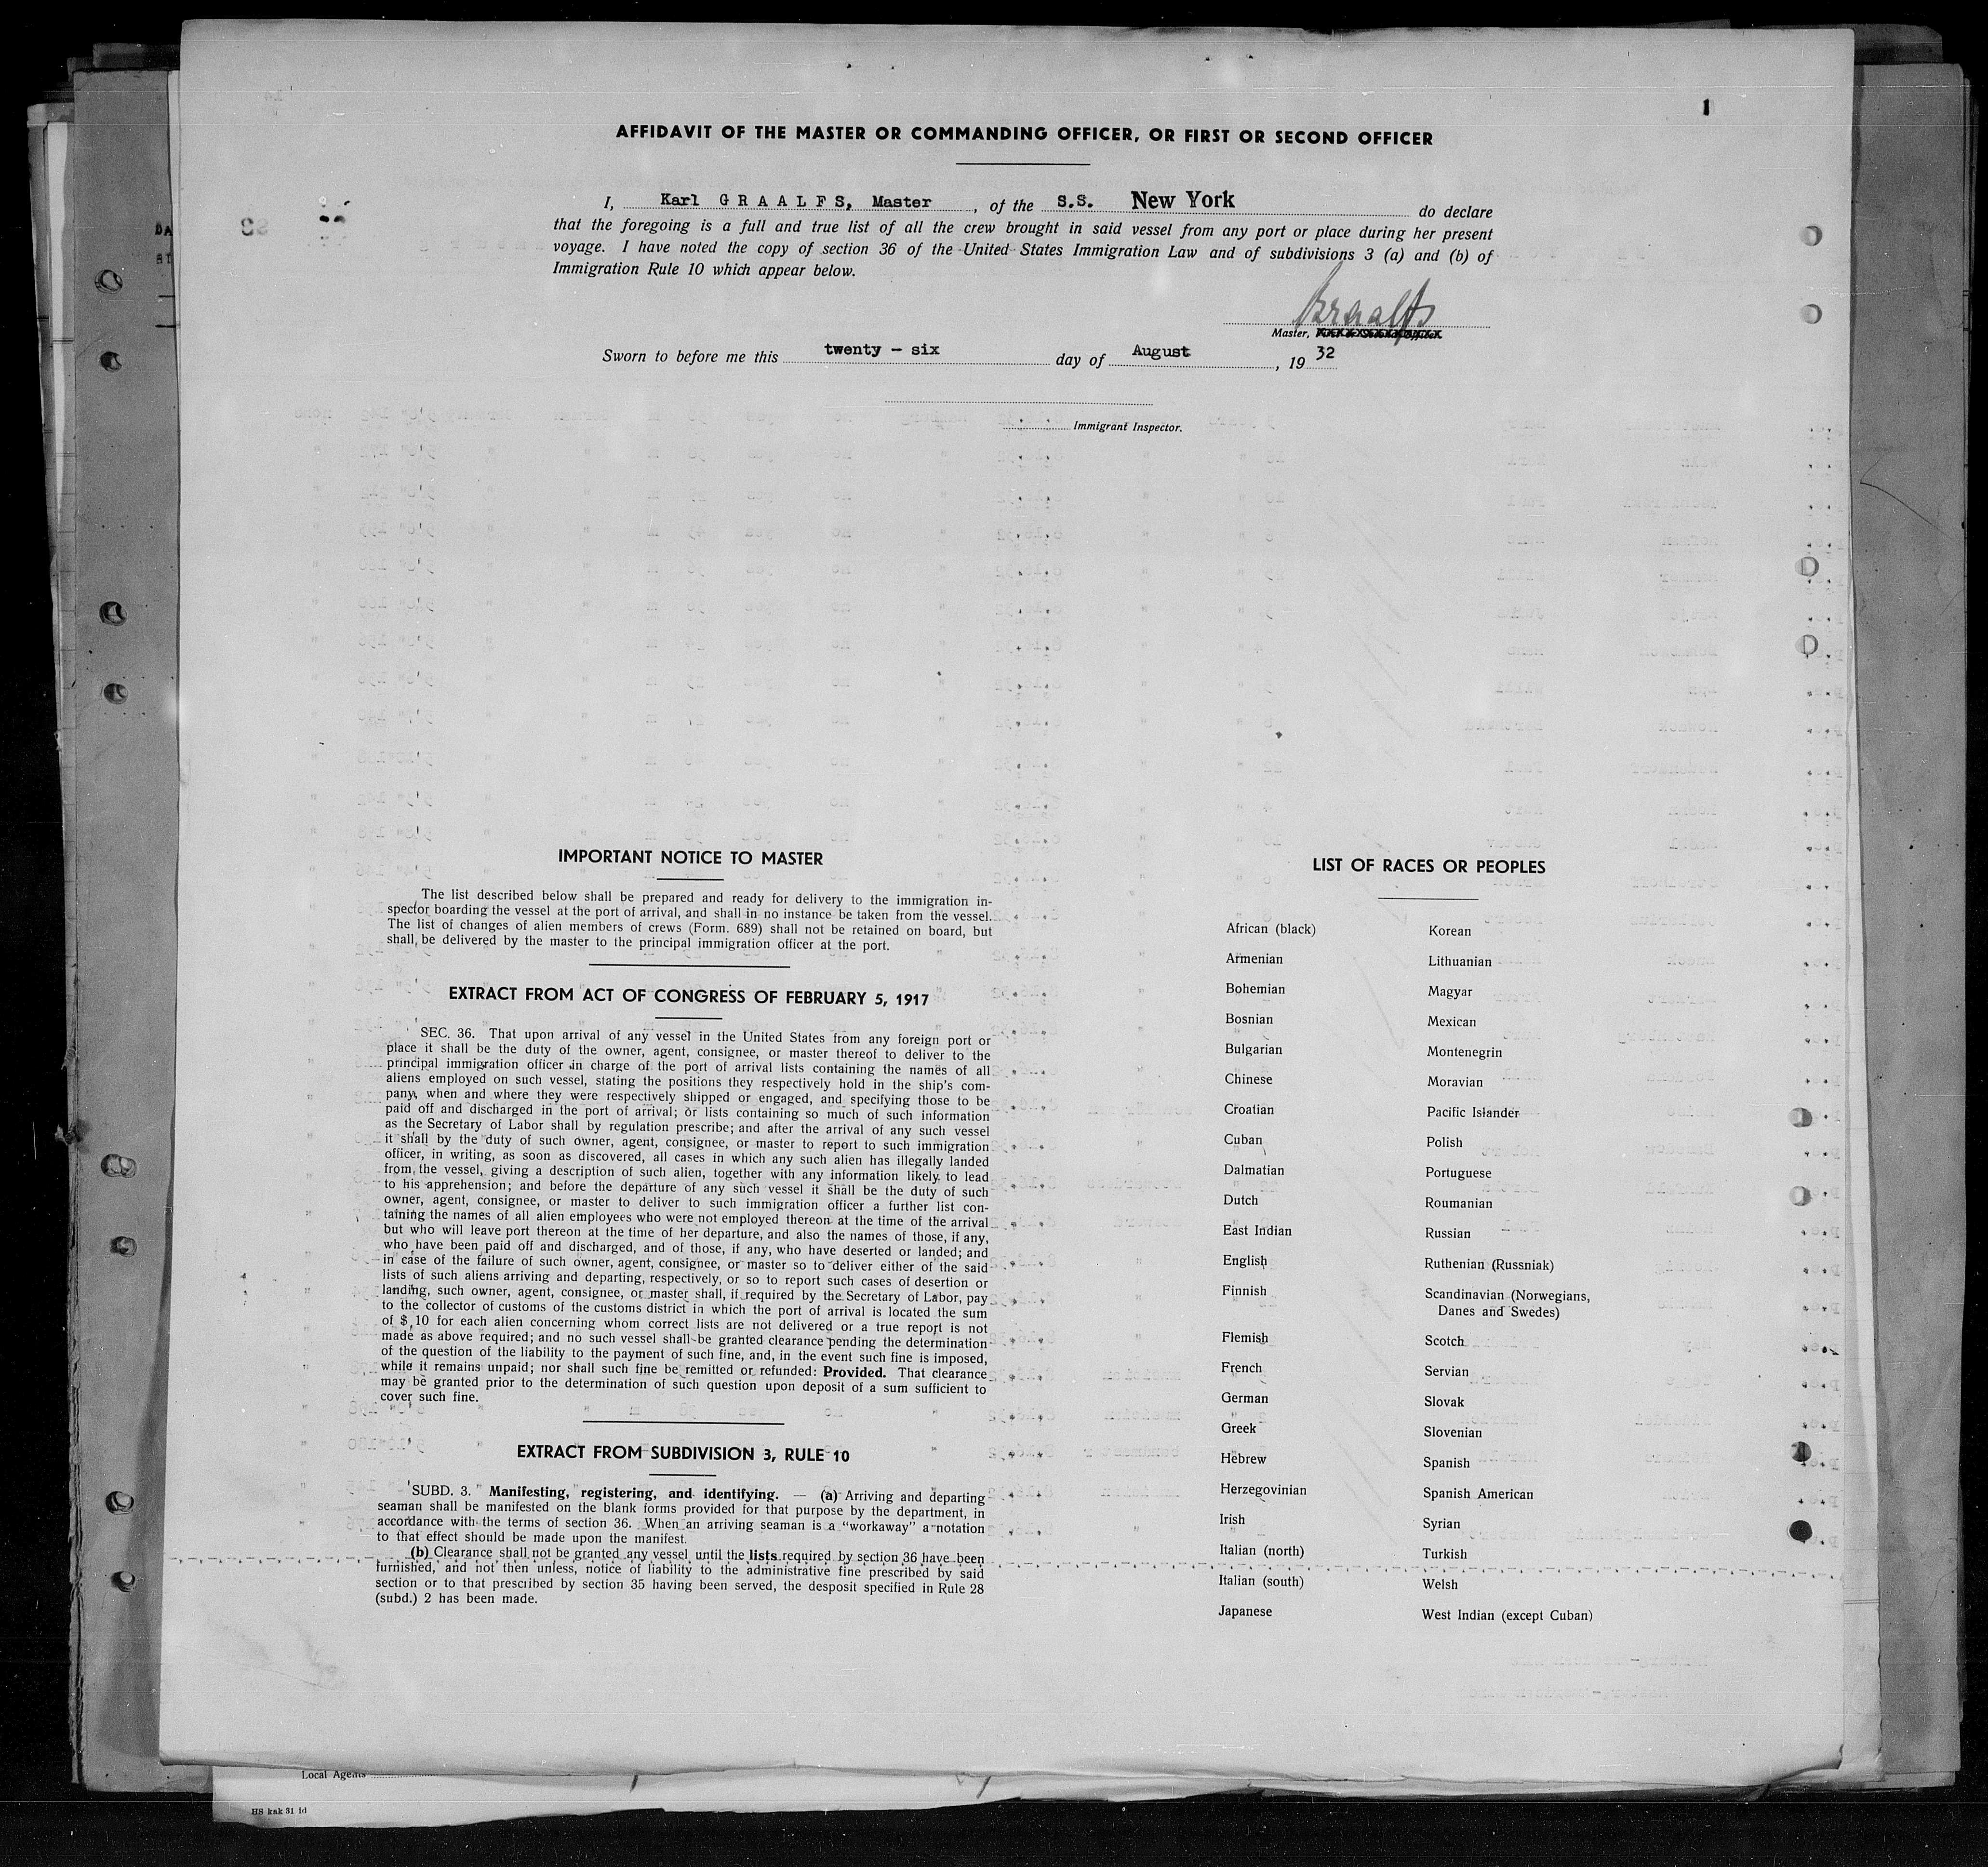 1
AFFIDAVIT OF THE MASTER OR COMMANDING OFFICER, OR FIRST OR SECOND OFFICER
I, Karl GRAALFS, Master, of the S.S. New York do declare
that the foregoing is a full and true list of all the crew brought in said vessel from any port or place during her present
voyage. I have noted the copy of section 36 of the United States Immigration Law and of subdivisions 3 (a) and (b) of
Immigration Rule 10 which appear below.
Graalfs
Master,
Sworn to before me this twenty - six day of August, 1932
Immigrant Inspector.
IMPORTANT NOTICE TO MASTER
The list described below shall be prepared and ready for delivery to the immigration in-
spector boarding the vessel at the port of arrival, and shall in no instance be taken from the vessel.
The list of changes of alien members of crews (Form. 689) shall not be retained on board, but
shall, be delivered by the master to the principal immigration officer at the port.
EXTRACT FROM ACT OF CONGRESS OF FEBRUARY 5, 1917
SEC. 36. That upon arrival of any vessel in the United States from any foreign port or
place it shall be the duty of the owner, agent, consignee, or master thereof to deliver to the
principal immigration officer in charge of the port of arrival lists containing the names of all
aliens employed on such vessel, stating the positions they respectively hold in the ship's com-
pany, when and where they were respectively shipped or engaged, and specifying those to be
paid off and discharged in the port of arrival; or lists containing so much of such information
as the Secretary of Labor shall by regulation prescribe; and after the arrival of any such vessel
it shall by the duty of such owner, agent, consignee, or master to report to such immigration
officer, in writing, as soon as discovered, all cases in which any such alien has illegally landed
from the vessel, giving a description of such alien, together with any information likely to lead
to his apprehension; and before the departure of any such vessel it shall be the duty of such
owner, agent, consignee, or master to deliver to such immigration officer a further list con-
taining the names of all alien employees who were not employed thereon at the time of the arrival
but who will leave port thereon at the time of her departure, and also the names of those, if any,
who have been paid off and discharged, and of those, if any, who have deserted or landed; and
in case of the failure of such owner, agent, consignee, or master so to deliver either of the said
lists of such aliens arriving and departing, respectively, or so to report such cases of desertion or
landing, such owner, agent, consignee, or master shall, if required by the Secretary of Labor, pay
to the collector of customs of the customs district in which the port of arrival is located the sum
of $ 10 for each alien concerning whom correct lists are not delivered or a true report is not
made as above required; and no such vessel shall be granted clearance pending the determination
of the question of the liability to the payment of such fine, and, in the event such fine is imposed,
while it remains unpaid; nor shall such fine be remitted or refunded: Provided. That clearance
may be granted prior to the determination of such question upon deposit of a sum sufficient to
cover such fine.
EXTRACT FROM SUBDIVISION 3, RULE 10
SUBD. 3. Manifesting, registering, and identifying. — (a) Arriving and departing
seaman shall be manifested on the blank forms provided for that purpose by the department, in
accordance with the terms of section 36. When an arriving seaman is a "workaway" a notation
to that effect should be made upon the manifest.
(b) Clearance shall not be granted any vessel until the lists required by section 36 have been
furnished, and not then unless, notice of liability to the administrative fine prescribed by said
section or to that prescribed by section 35 having been served, the desposit specified in Rule 28
(subd.) 2 has been made.
LIST OF RACES OR PEOPLES
African (black)
Armenian
Bohemian
Bosnian
Bulgarian
Chinese
Croatian
Cuban
Dalmatian
Dutch
East Indian
English
Finnish
Flemish
French
German
Greek
Hebrew
Herzegovinian
Irish
Italian (north)
Italian (south)
Japanese
Korean
Lithuanian
Magyar
Mexican
Montenegrin
Moravian
Pacific Islander
Polish
Portuguese
Roumanian
Russian
Ruthenian (Russniak)
Scandinavian (Norwegians,
Danes and Swedes)
Scotch
Servian
Slovak
Slovenian
Spanish
Spanish American
Syrian
Turkish
Welsh
West Indian (except Cuban)
Local Agents
HS kak 31 1d